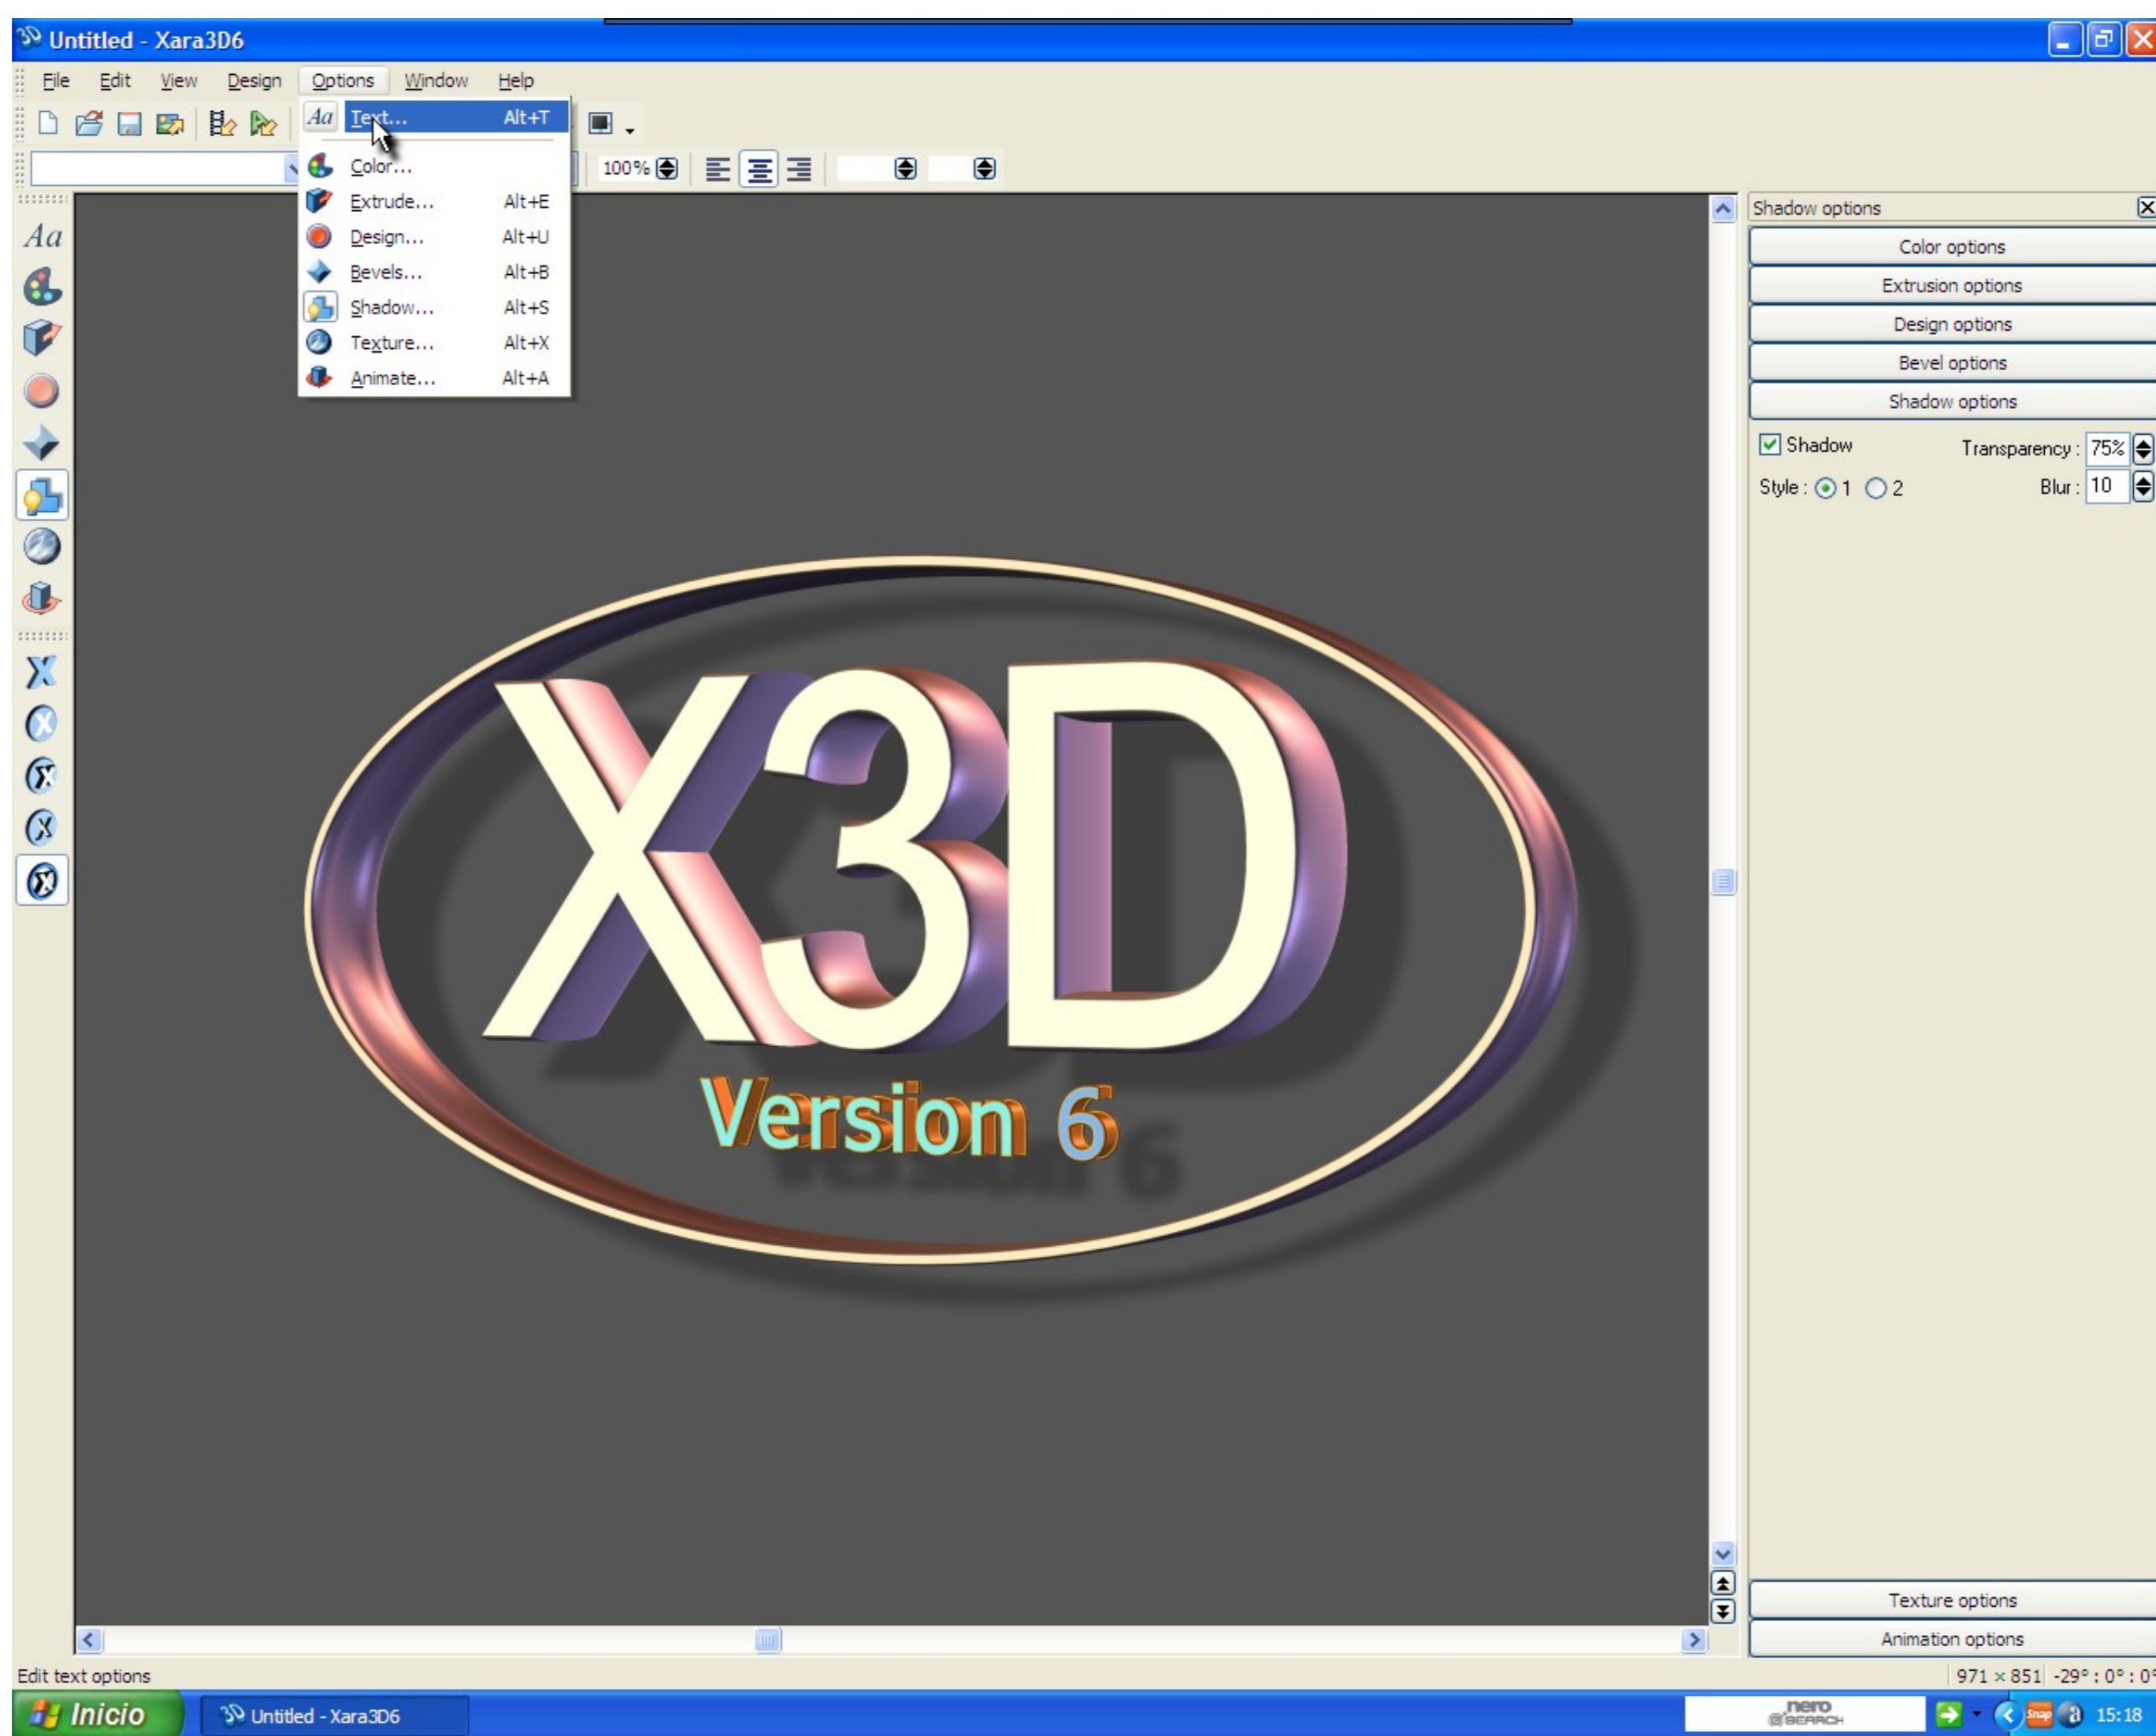 Untitled - Xara3D6
File Edit View Design Options Window Help
Aa Text... Alt+T
Color...
100%
Extrude... Alt+E
Design... Alt+U
Bevels... Alt+B
Shadow... Alt+S
Texture... Alt+X
Animate... Alt+A
Aa
Shadow options
Color options
Extrusion options
Design options
Bevel options
Shadow options
Shadow Transparency : 75%
Style : 1 2 Blur : 10
X3D
Version 6
Texture options
Animation options
Edit text options
971 × 851 -29° : 0° : 0°
Inicio
Untitled - Xara3D6
nero
SEARCH
Snap
a
15:18